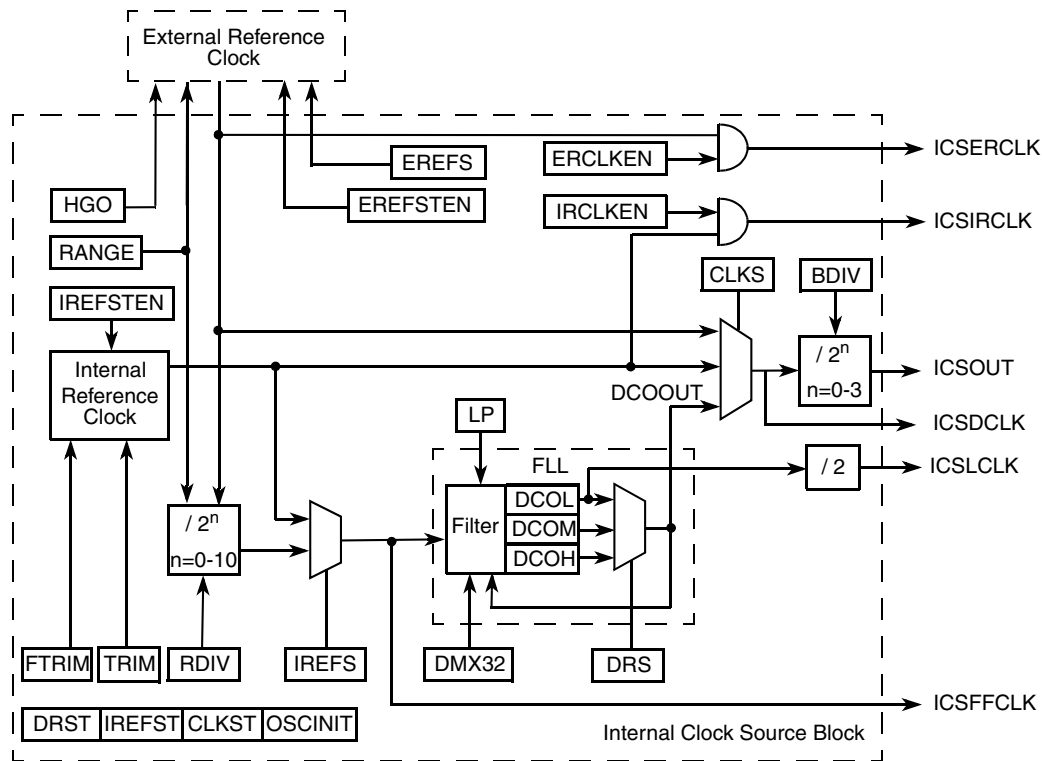 External Reference
Clock
ICSERCLK
EREFS
ERCLKEN
HGO
EREFSTEN
IRCLKEN
ICSIRCLK
RANGE
CLKS
BDIV
IREFSTEN
Internal
Reference
Clock
/ 2ⁿ
n=0-3
ICSOUT
DCOOUT
LP
ICSDCLK
FLL
/ 2
ICSLCLK
DCOL
/ 2ⁿ
n=0-10
Filter
DCOM
DCOH
FTRIM
TRIM
RDIV
IREFS
DMX32
DRS
ICSFFCLK
DRST IREFST CLKST OSCINIT
Internal Clock Source Block